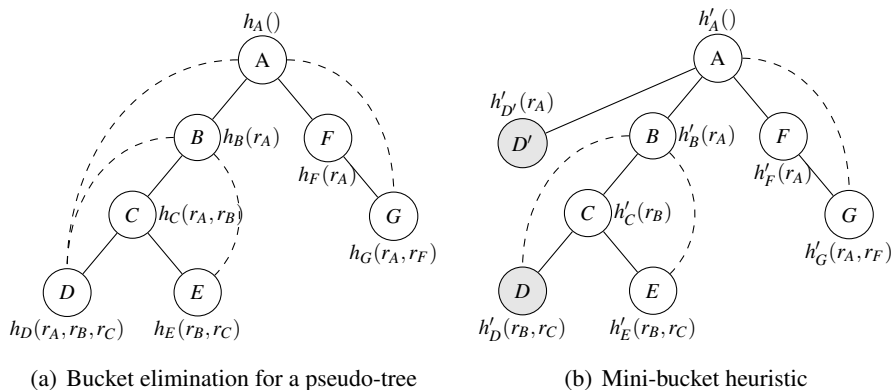 h_A()
A
B
h_B(r_A)
F
h_F(r_A)
C
h_C(r_A, r_B)
G
h_G(r_A, r_F)
D
h_D(r_A, r_B, r_C)
E
h_E(r_B, r_C)
(a) Bucket elimination for a pseudo-tree
h′_A()
A
h′_{D′}(r_A)
D′
B
h′_B(r_A)
F
h′_F(r_A)
C
h′_C(r_B)
G
h′_G(r_A, r_F)
D
h′_D(r_B, r_C)
E
h′_E(r_B, r_C)
(b) Mini-bucket heuristic